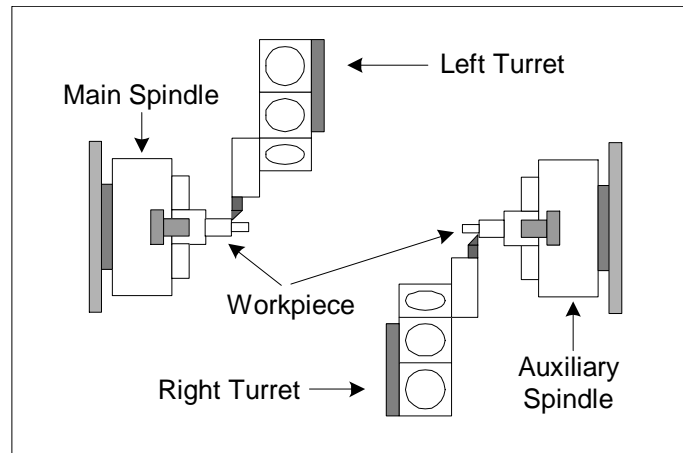 Left Turret
Main Spindle
Workpiece
Right Turret
Auxiliary
Spindle